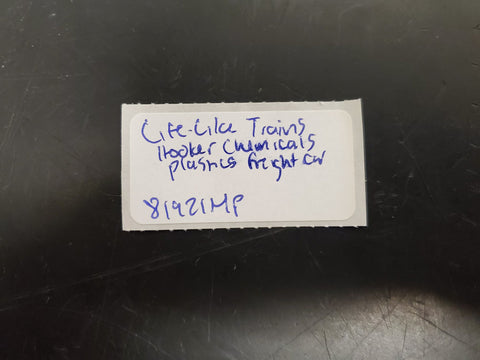 Life-Like Trains
Hooker Chemicals
plastics freight car
81921MP